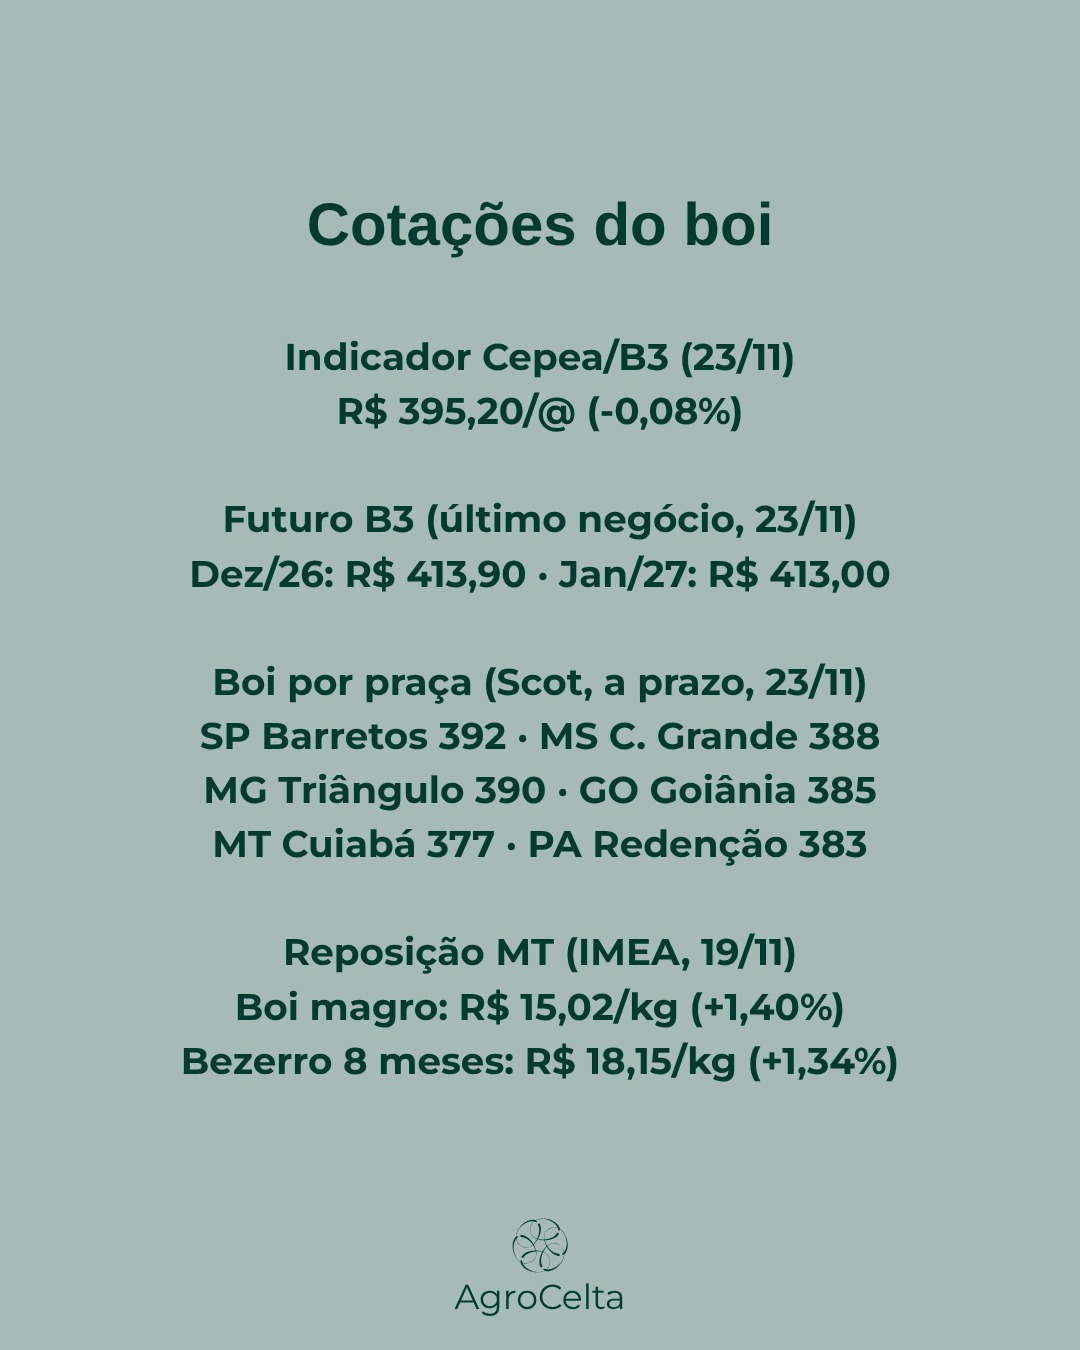 Cotações do boi
Indicador Cepea/B3 (23/11)
R$ 395,20/@ (-0,08%)
Futuro B3 (último negócio, 23/11)
Dez/26: R$ 413,90 · Jan/27: R$ 413,00
Boi por praça (Scot, a prazo, 23/11)
SP Barretos 392 · MS C. Grande 388
MG Triângulo 390 · GO Goiânia 385
MT Cuiabá 377 · PA Redenção 383
Reposição MT (IMEA, 19/11)
Boi magro: R$ 15,02/kg (+1,40%)
Bezerro 8 meses: R$ 18,15/kg (+1,34%)
AgroCelta